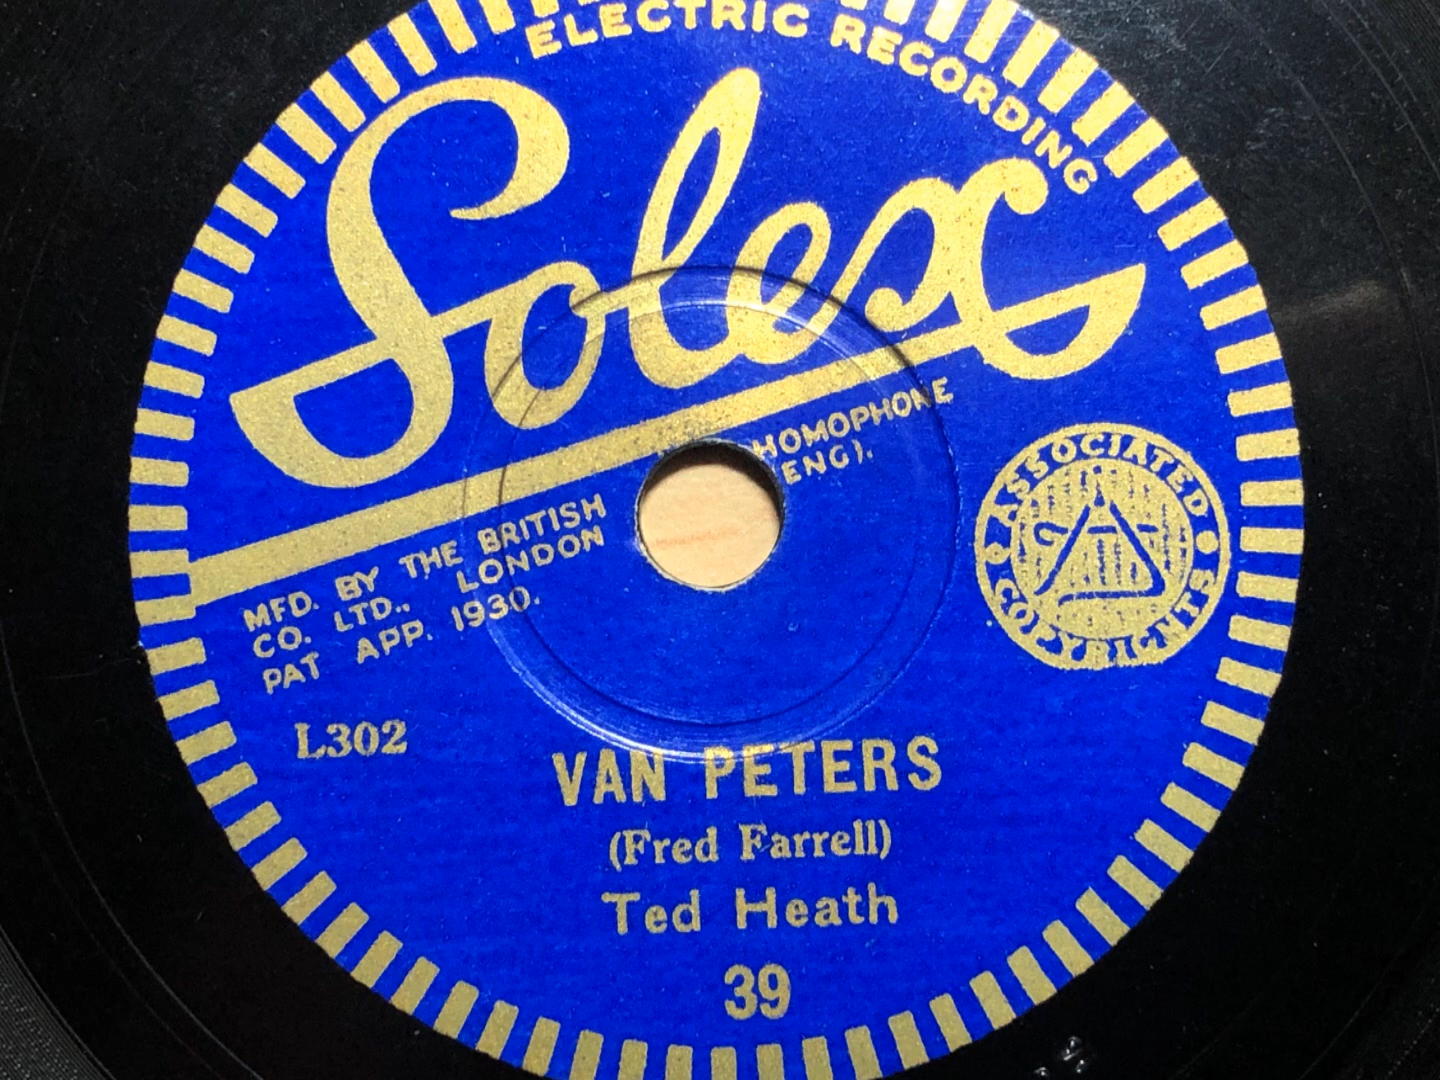 ELECTRIC RECORDING
Solex
MFD. BY THE BRITISH HOMOPHONE
CO. LTD., LONDON ENG).
PAT APP. 1930.
ASSOCIATED
COPYRIGHTS
L302
VAN PETERS
(Fred Farrell)
Ted Heath
39